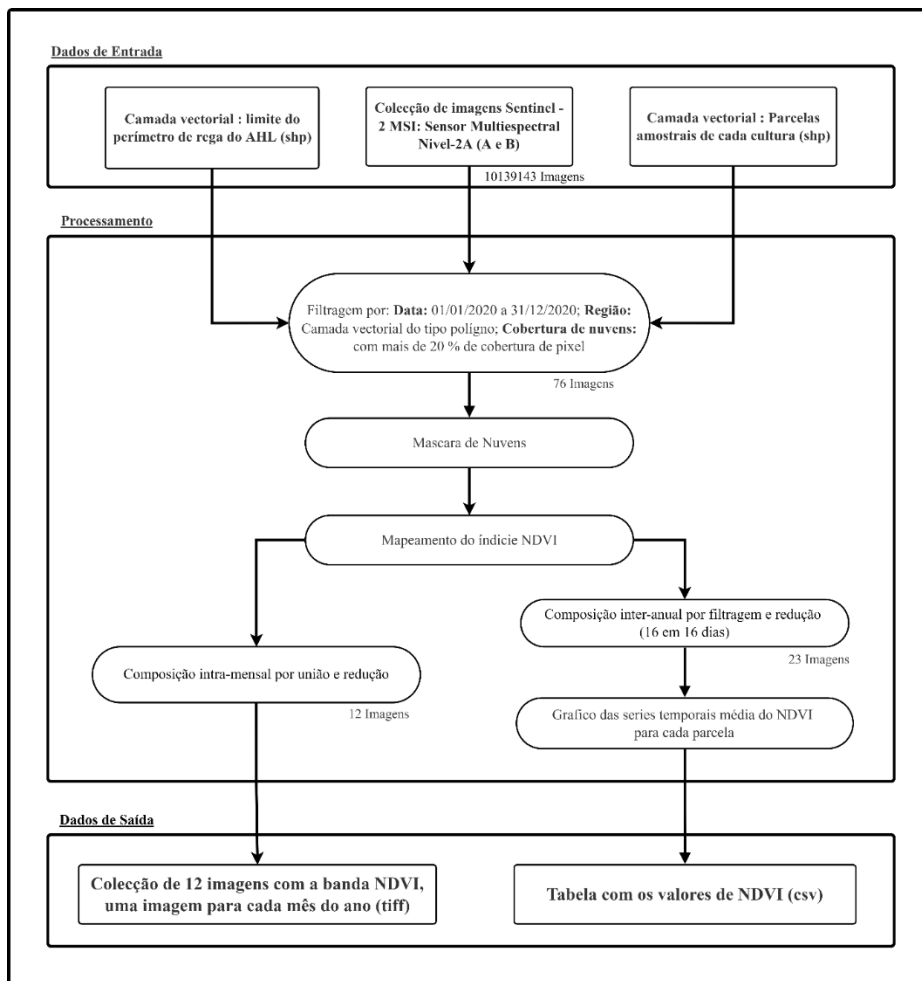 Dados de Entrada
Camada vectorial : limite do
perímetro de rega do AHL (shp)
Colecção de imagens Sentinel -
2 MSI: Sensor Multiespectral
Nivel-2A (A e B)
Camada vectorial : Parcelas
amostrais de cada cultura (shp)
10139143 Imagens
Processamento
Filtragem por: Data: 01/01/2020 a 31/12/2020; Região:
Camada vectorial do tipo polígno; Cobertura de nuvens:
com mais de 20 % de cobertura de pixel
76 Imagens
Mascara de Nuvens
Mapeamento do índicie NDVI
Composição inter-anual por filtragem e redução
(16 em 16 dias)
23 Imagens
Composição intra-mensal por união e redução
12 Imagens
Grafico das series temporais média do NDVI
para cada parcela
Dados de Saída
Colecção de 12 imagens com a banda NDVI,
uma imagem para cada mês do ano (tiff)
Tabela com os valores de NDVI (csv)